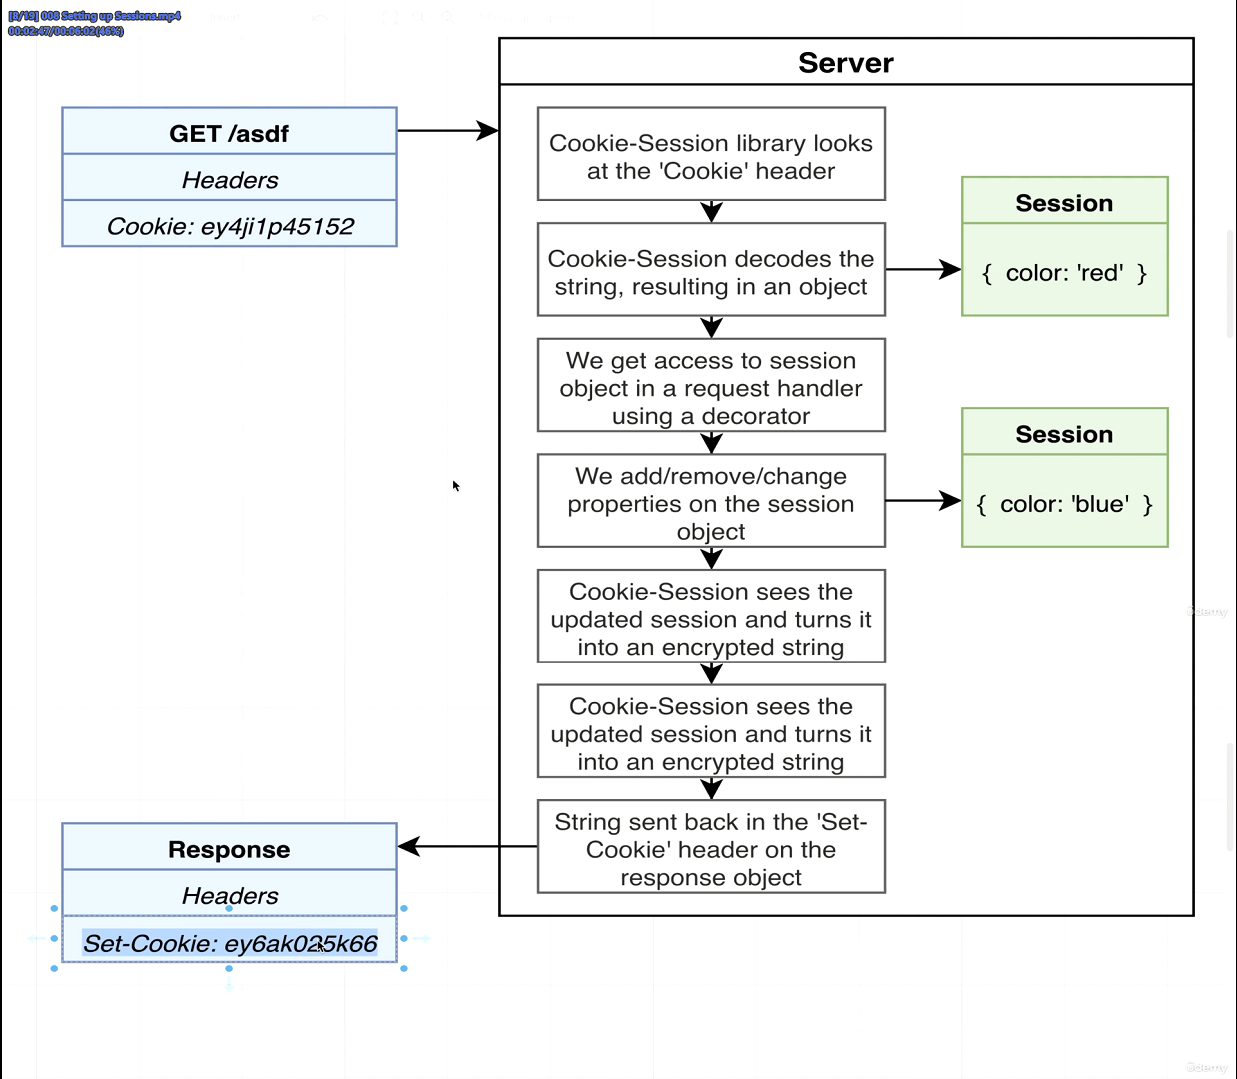 [8/19] 008 Setting up Sessions.mp4
00:02:47/00:06:02(46%)
Server
GET /asdf
Headers
Cookie: ey4ji1p45152
Cookie-Session library looks
at the 'Cookie' header
Cookie-Session decodes the
string, resulting in an object
Session
{ color: 'red' }
We get access to session
object in a request handler
using a decorator
We add/remove/change
properties on the session
object
Session
{ color: 'blue' }
Cookie-Session sees the
updated session and turns it
into an encrypted string
Cookie-Session sees the
updated session and turns it
into an encrypted string
String sent back in the 'Set-
Cookie' header on the
response object
Response
Headers
Set-Cookie: ey6ak025k66
ûdemy
ûdemy